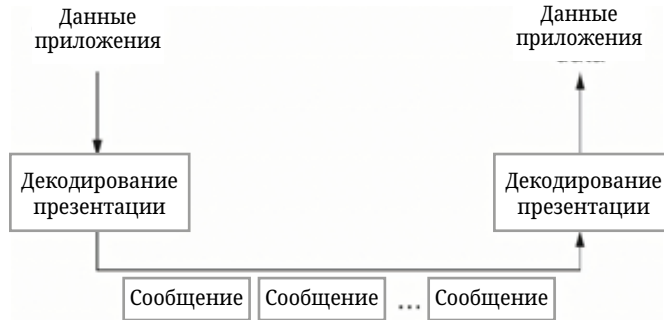 Данные
приложения
Данные
приложения
Декодирование
презентации
Декодирование
презентации
Сообщение
Сообщение
...
Сообщение